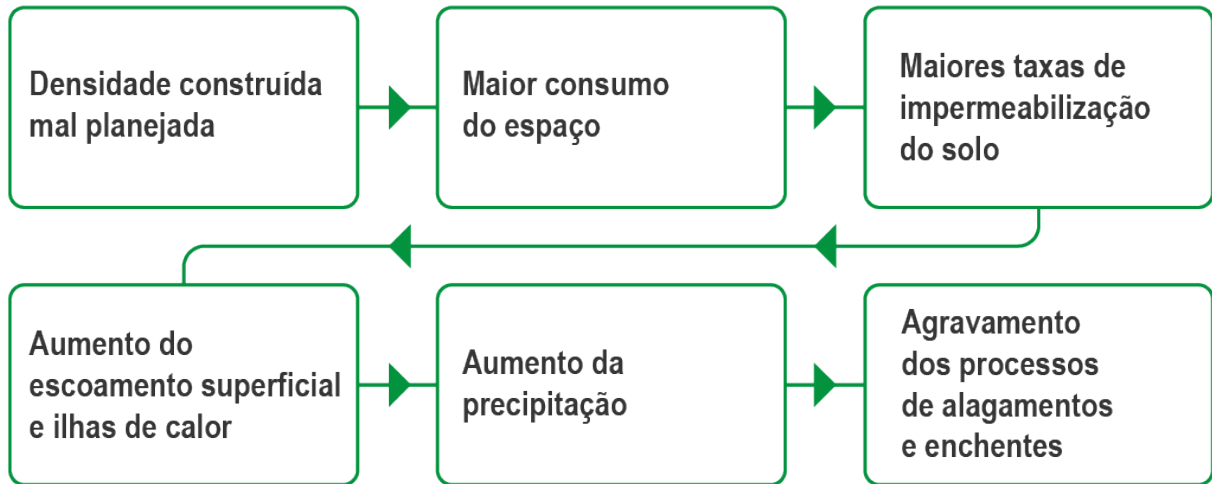 Densidade construída
mal planejada
Maior consumo
do espaço
Maiores taxas de
impermeabilização
do solo
Aumento do
escoamento superficial
e ilhas de calor
Aumento da
precipitação
Agravamento
dos processos
de alagamentos
e enchentes